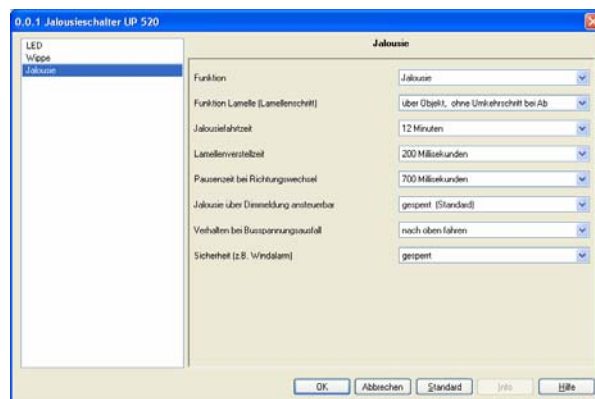 0.0.1 Jalousieschalter UP 520
LED
Wippe
Jalousie
Jalousie
Funktion Jalousie
Funktion Lamelle (Lamellenschritt) über Objekt, ohne Umkehrschritt bei Ab
Jalousiefahrtzeit 12 Minuten
Lamellenverstellzeit 200 Millisekunden
Pausenzeit bei Richtungswechsel 700 Millisekunden
Jalousie über Dimmeldung ansteuerbar gesperrt (Standard)
Verhalten bei Busspannungsausfall nach oben fahren
Sicherheit (z.B. Windalarm) gesperrt
OK Abbrechen Standard Info Hilfe